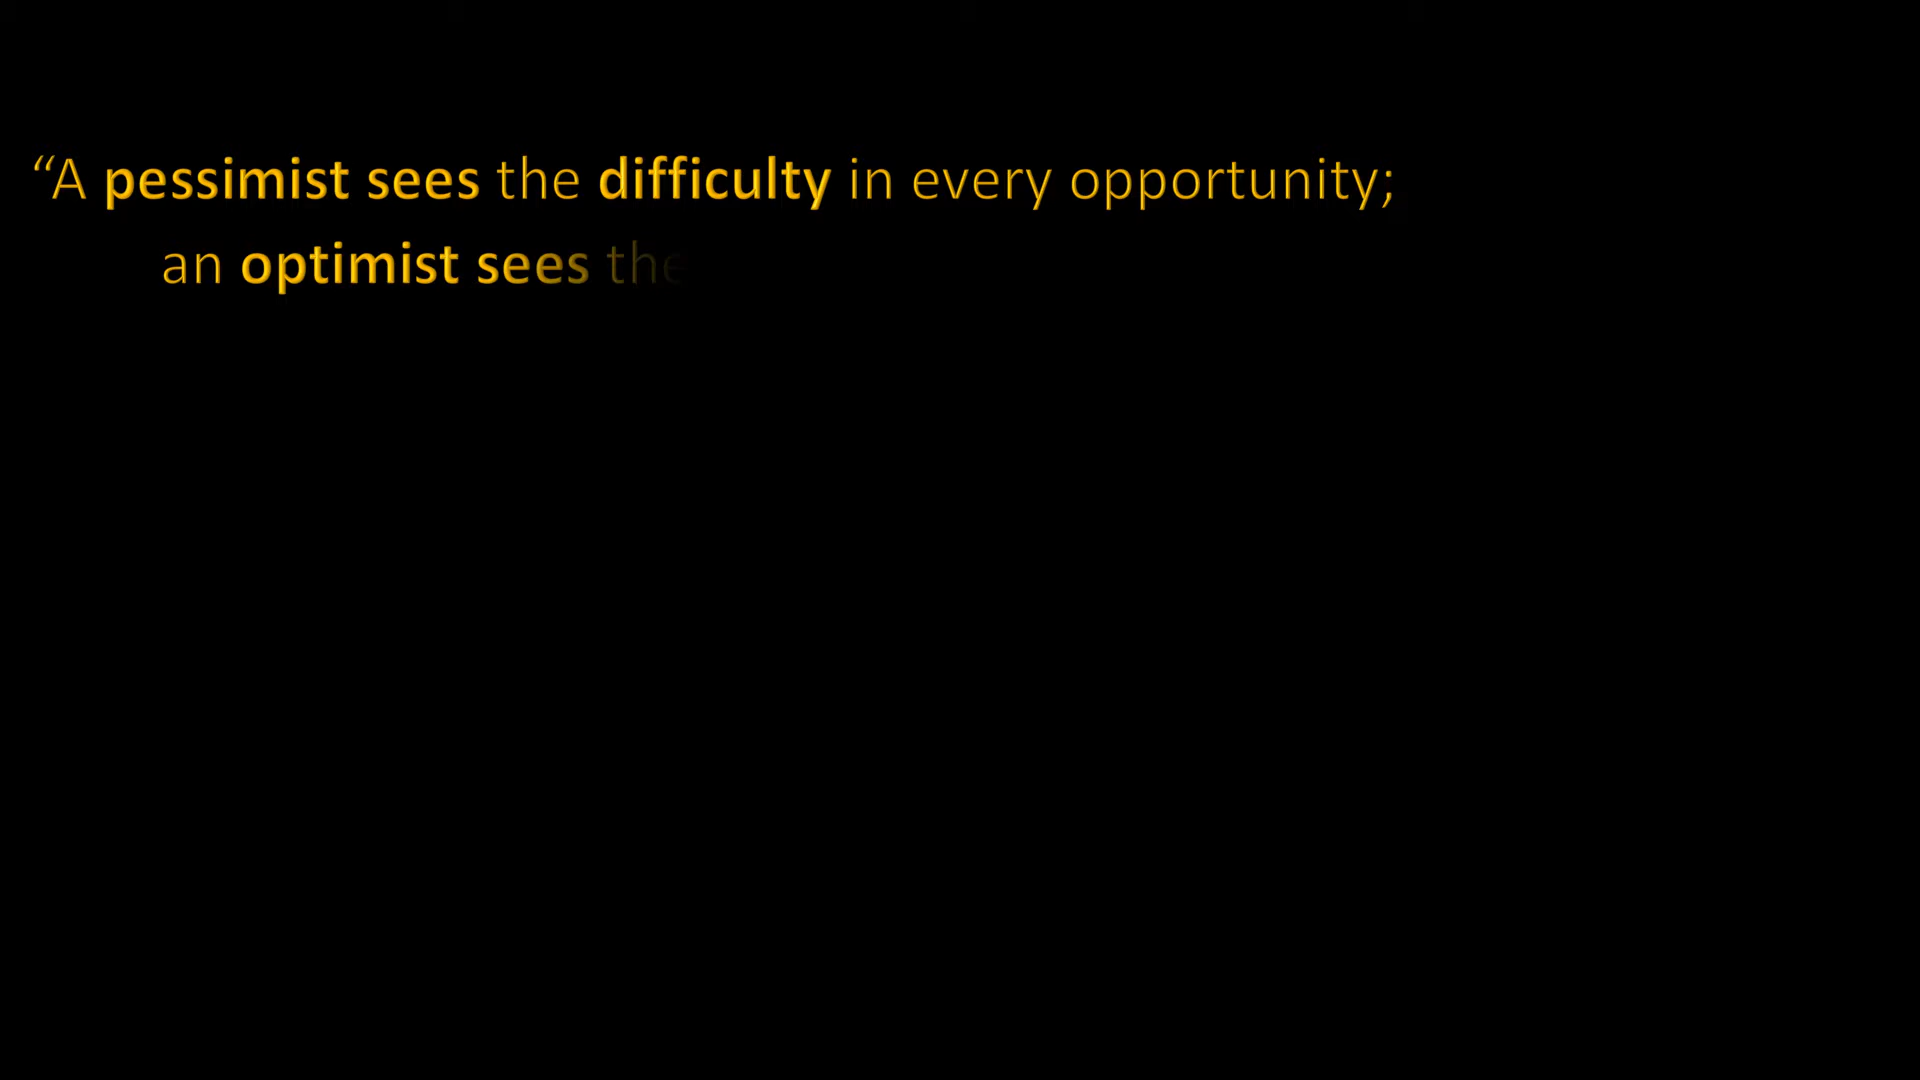 “A pessimist sees the difficulty in every opportunity;
an optimist sees the